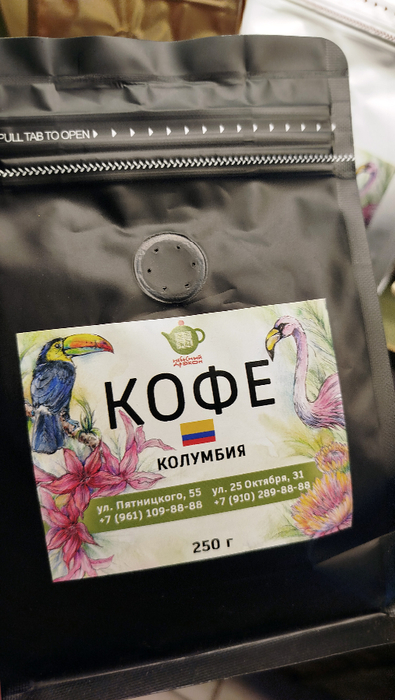 PULL TAB TO OPEN
КОФЕ
КОЛУМБИЯ
ул. Пятницкого, 55
+7 (961) 109-88-88
ул. 25 Октября, 31
+7 (910) 289-88-88
250 г